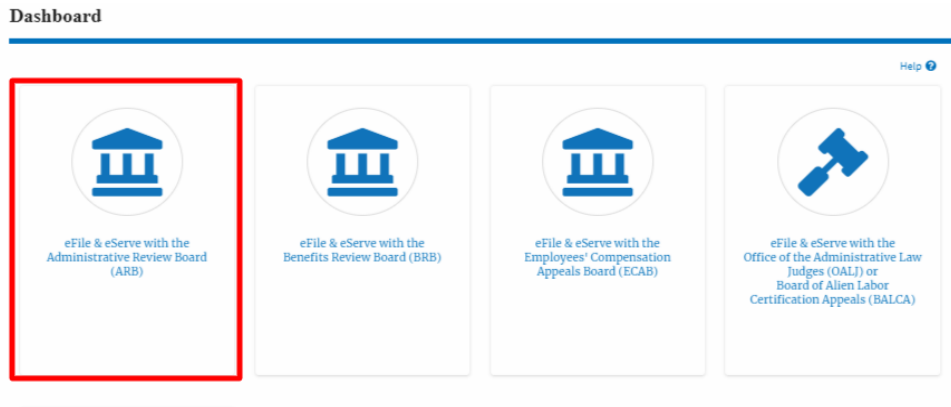 Dashboard
Help
eFile & eServe with the
Administrative Review Board
(ARB)
eFile & eServe with the
Benefits Review Board (BRB)
eFile & eServe with the
Employees' Compensation
Appeals Board (ECAB)
eFile & eServe with the
Office of the Administrative Law
Judges (OALJ) or
Board of Alien Labor
Certification Appeals (BALCA)